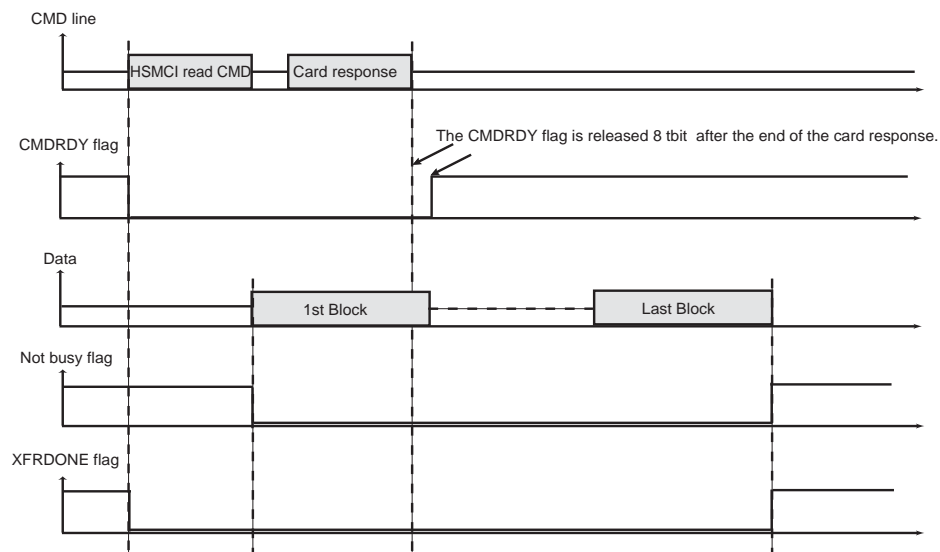 CMD line
HSMCI read CMD
Card response
The CMDRDY flag is released 8 tbit after the end of the card response.
CMDRDY flag
Data
1st Block
Last Block
Not busy flag
XFRDONE flag